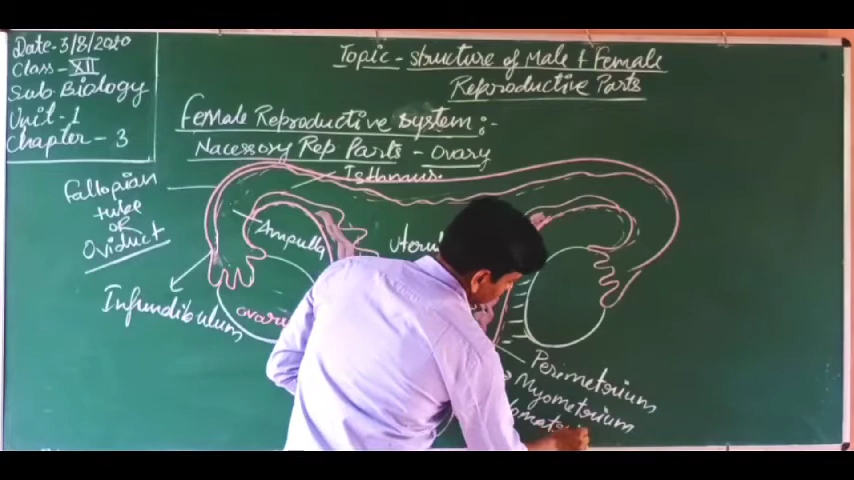 Date-3/8/2020
Class-XII
Sub-Biology
Unit-1
Chapter-3
Topic-structure of Male & Female
Reproductive Parts
Female Reproductive System:-
Nacessory Rep Parts-Ovary
Fallopian
tube
or
Oviduct
Isthmus.
Ampulla
Infundibulum
ovary
Perimetrium
Myometrium